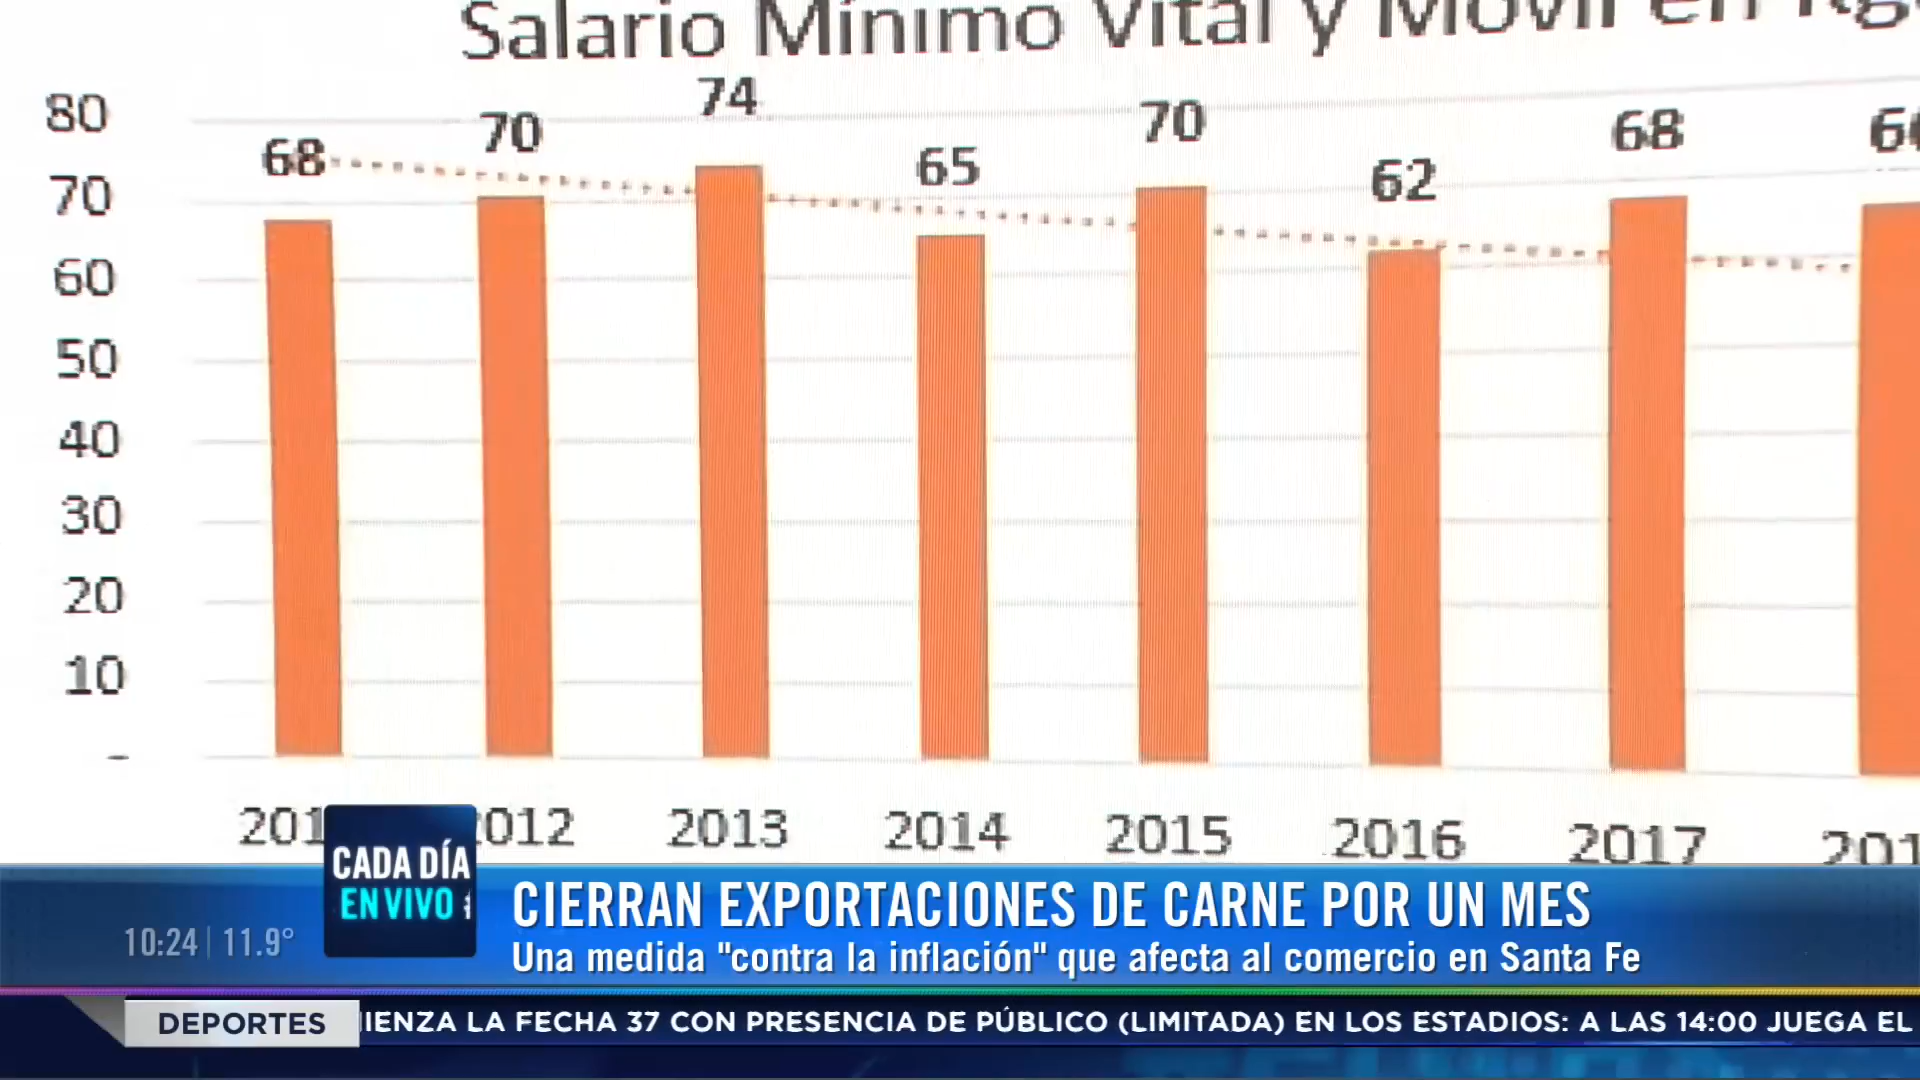 Salario Mínimo Vital y Móvil en
80
70
60
50
40
30
20
10
-
68
70
74
65
70
62
68
2012
2013
2014
2015
2016
2017
CADA DÍA
EN VIVO
10:24 | 11.9°
CIERRAN EXPORTACIONES DE CARNE POR UN MES
Una medida "contra la inflación" que afecta al comercio en Santa Fe
DEPORTES
IENZA LA FECHA 37 CON PRESENCIA DE PÚBLICO (LIMITADA) EN LOS ESTADIOS: A LAS 14:00 JUEGA EL